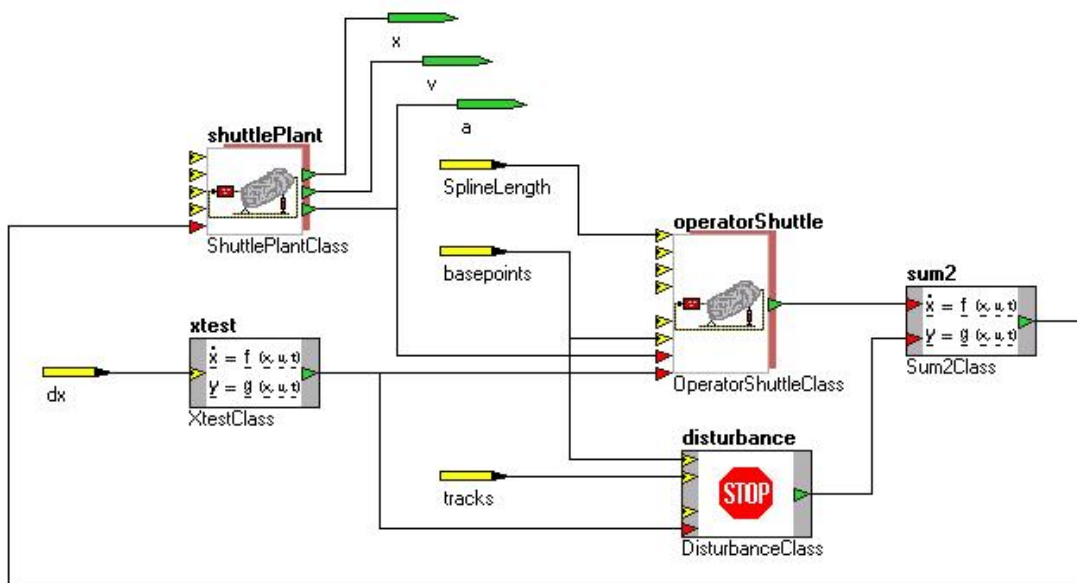 x
v
a
shuttlePlant
ShuttlePlantClass
SplineLength
basepoints
operatorShuttle
OperatorShuttleClass
sum2
ẋ = f (x, u, t)
y = g (x, u, t)
Sum2Class
xtest
ẋ = f (x, u, t)
y = g (x, u, t)
XtestClass
dx
disturbance
STOP
DisturbanceClass
tracks